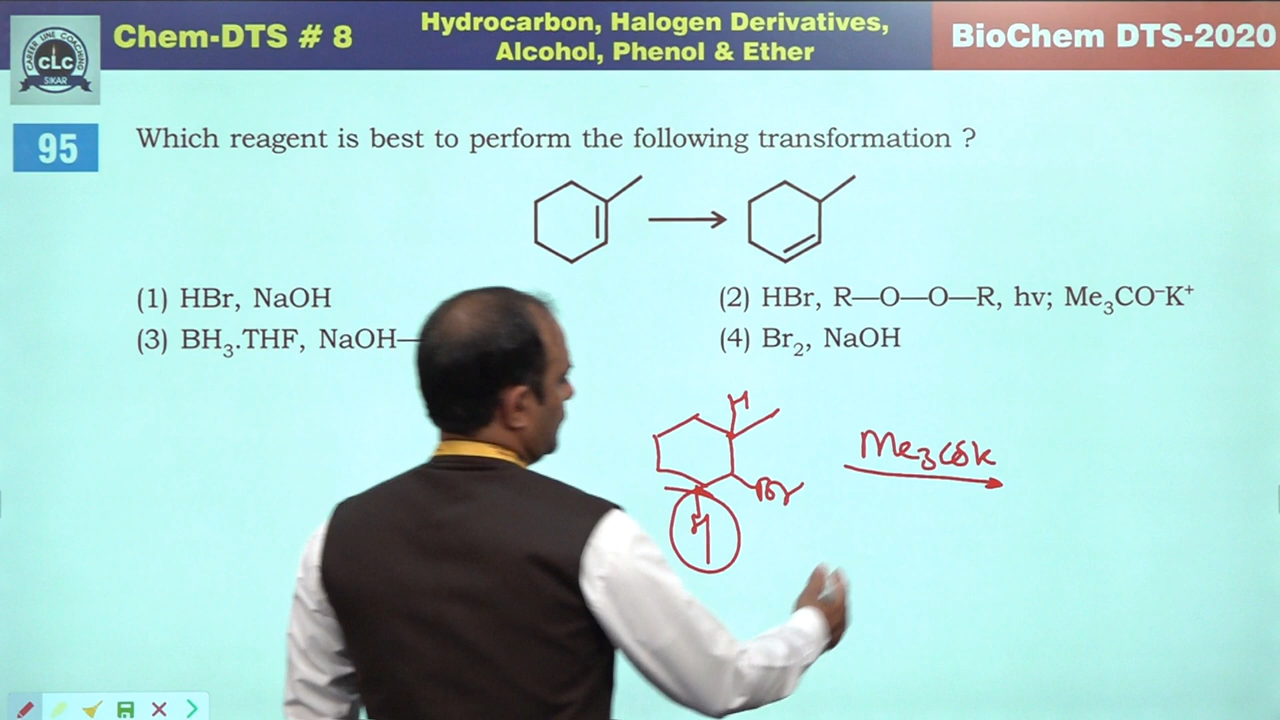 Chem-DTS # 8
Hydrocarbon, Halogen Derivatives,
Alcohol, Phenol & Ether
BioChem DTS-2020
CAREER LINE COACHING
CLC
SIKAR
95
Which reagent is best to perform the following transformation ?
(1) HBr, NaOH
(2) HBr, R—O—O—R, hv; Me₃CO⁻K⁺
(3) BH₃.THF, NaOH—
(4) Br₂, NaOH
H
Me₃COK
Br
H